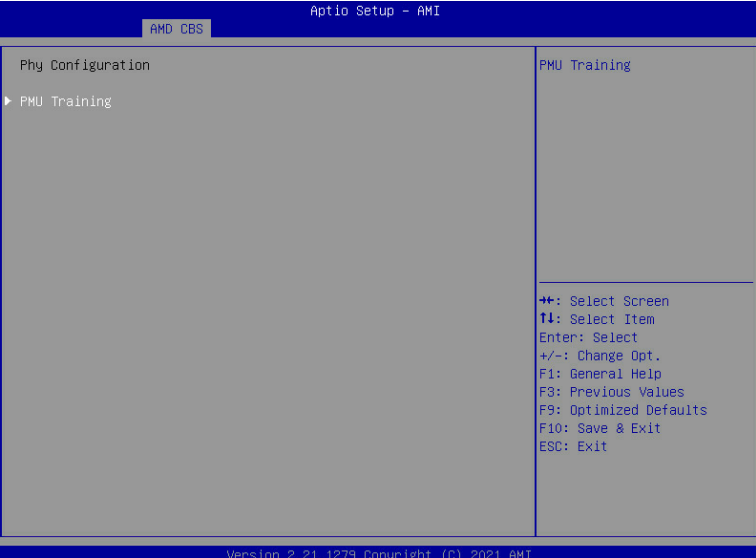 Aptio Setup – AMI
AMD CBS
Phy Configuration
PMU Training
PMU Training
→←: Select Screen
↑↓: Select Item
Enter: Select
+/-: Change Opt.
F1: General Help
F3: Previous Values
F9: Optimized Defaults
F10: Save & Exit
ESC: Exit
Version 2.21.1279 Copyright (C) 2021 AMI